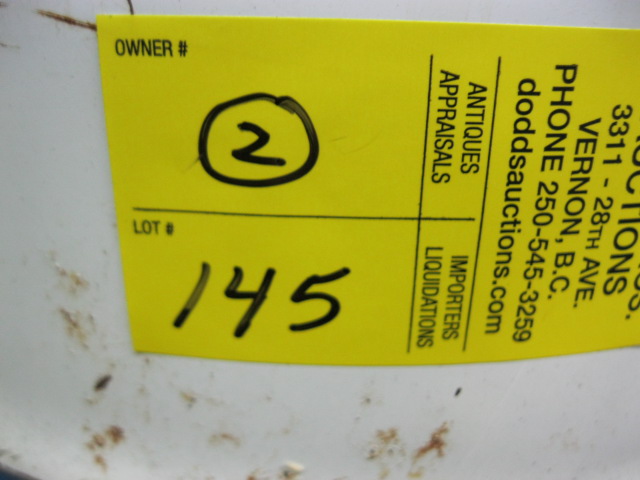 OWNER #
2
LOT #
145
ANTIQUES
APPRAISALS
IMPORTERS
LIQUIDATIONS
3311 - 28TH AVE.
VERNON, B.C.
PHONE 250-545-3259
doddsauctions.com